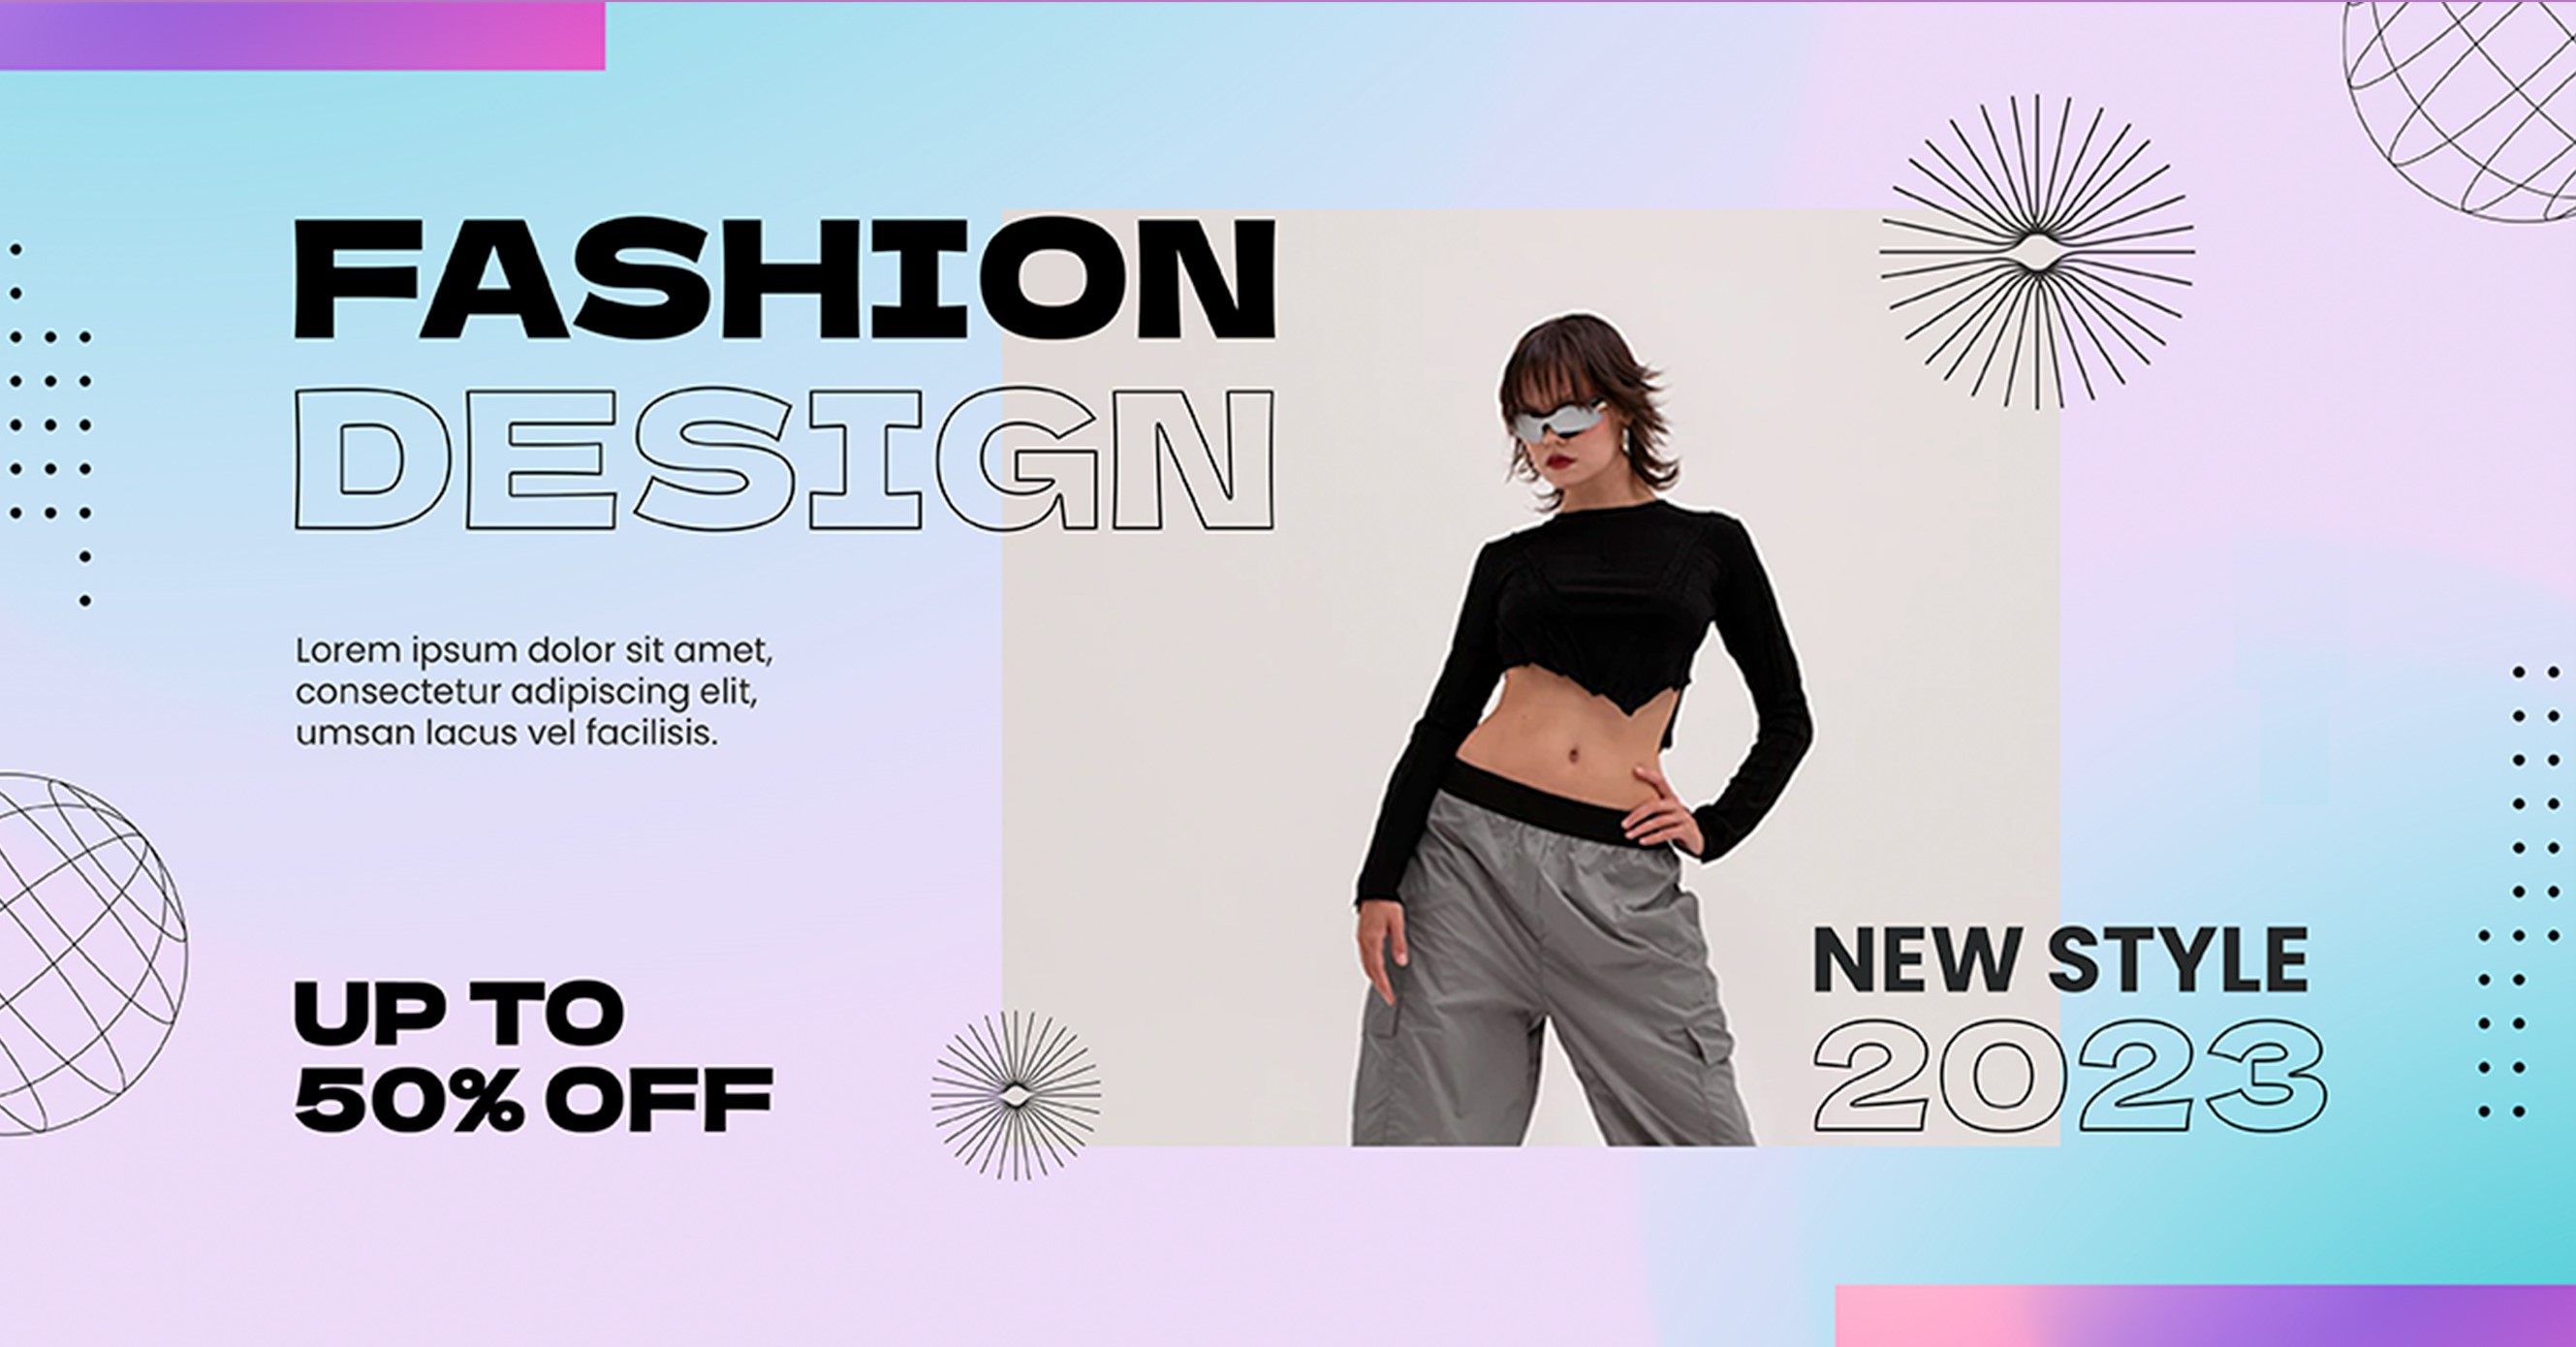 FASHION
DESIGN
Lorem ipsum dolor sit amet,
consectetur adipiscing elit,
umsan lacus vel facilisis.
UP TO
50% OFF
NEW STYLE
2023